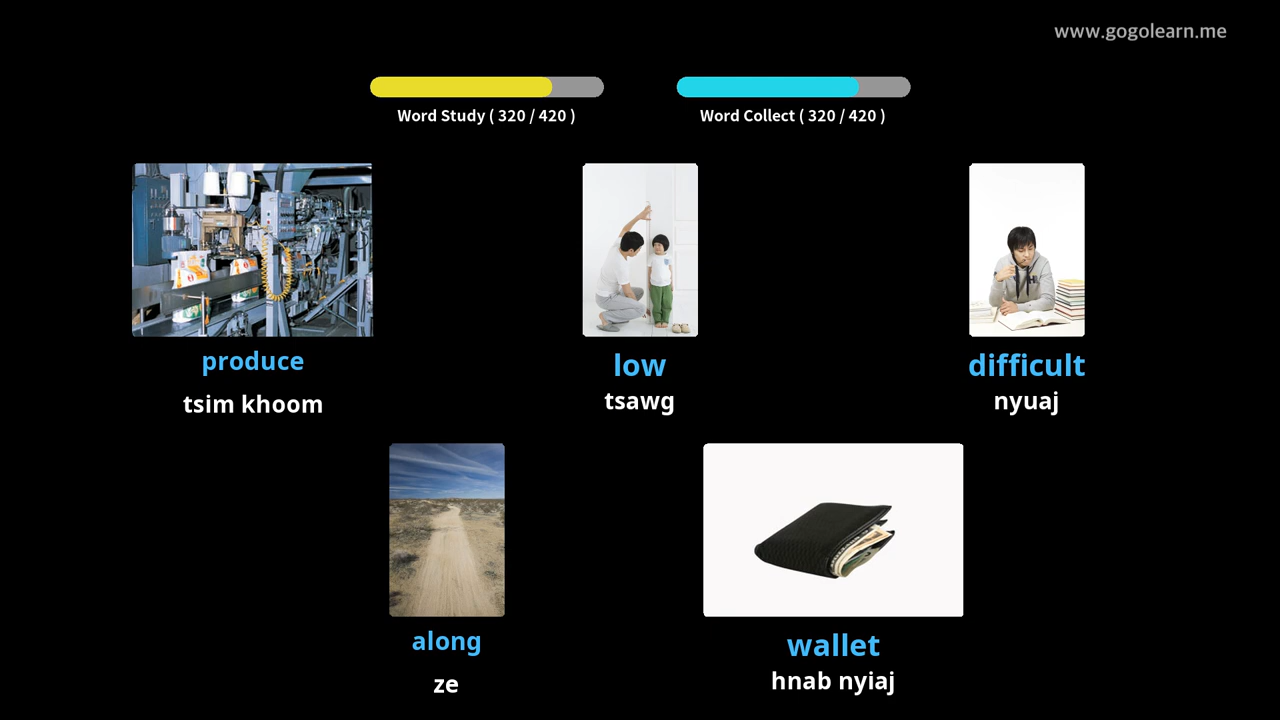 www.gogolearn.me
Word Study ( 320 / 420 )
Word Collect ( 320 / 420 )
produce
tsim khoom
low
tsawg
difficult
nyuaj
along
ze
wallet
hnab nyiaj